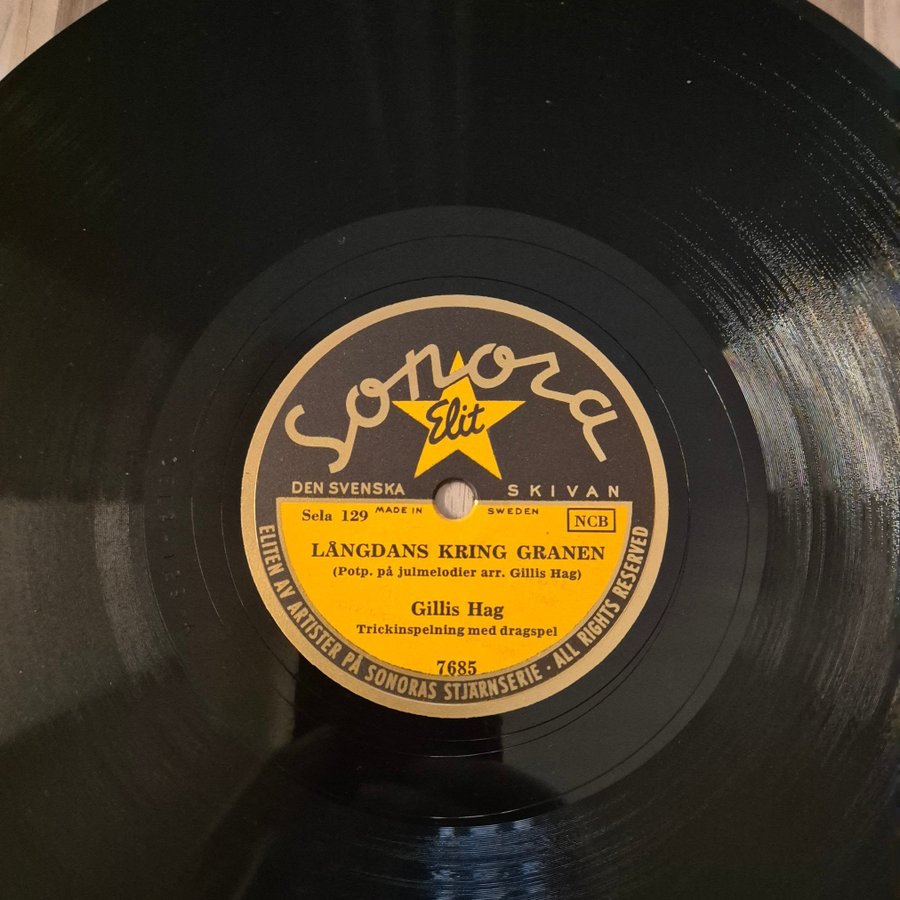 Sonora
Elit
DEN SVENSKA SKIVAN
Sela 129 MADE IN SWEDEN NCB
LÅNGDANS KRING GRANEN
(Potp. på julmelodier arr. Gillis Hag)
Gillis Hag
Trickinspelning med dragspel
7685
ELITEN AV ARTISTER PÅ SONORAS STJÄRNSERIE · ALL RIGHTS RESERVED